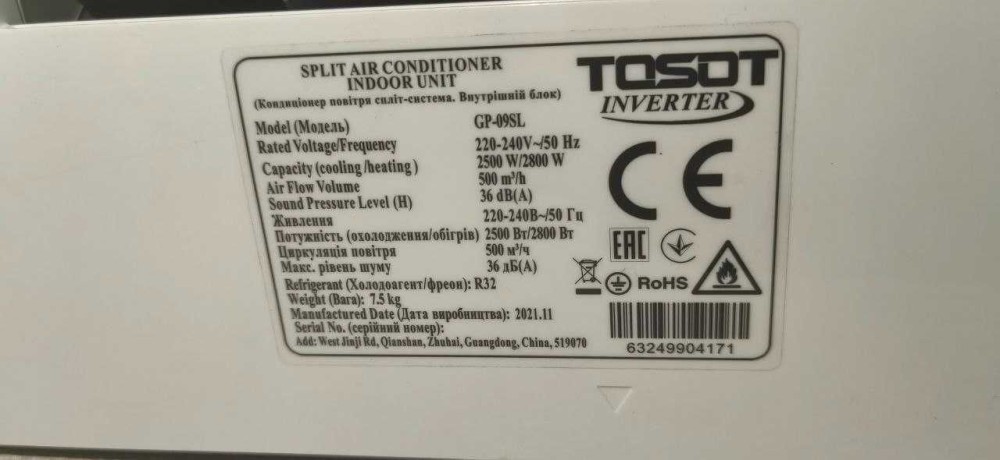 SPLIT AIR CONDITIONER
INDOOR UNIT
(Кондиціонер повітря спліт-система. Внутрішній блок)
TOSOT
INVERTER
Model (Модель) GP-09SL
Rated Voltage/Frequency 220-240V~/50 Hz
Capacity (cooling /heating) 2500 W/2800 W
Air Flow Volume 500 m³/h
Sound Pressure Level (H) 36 dB(A)
Живлення 220-240В~/50 Гц
Потужність (охолодження/обігрів) 2500 Вт/2800 Вт
Циркуляція повітря 500 м³/ч
Макс. рівень шуму 36 дБ(А)
Refrigerant (Холодоагент/фреон): R32
Weight (Вага): 7.5 kg
Manufactured Date (Дата виробництва): 2021.11
Serial No. (серійний номер):
Add: West Jinji Rd, Qianshan, Zhuhai, Guangdong, China, 519070
CE
EAC
RoHS
63249904171